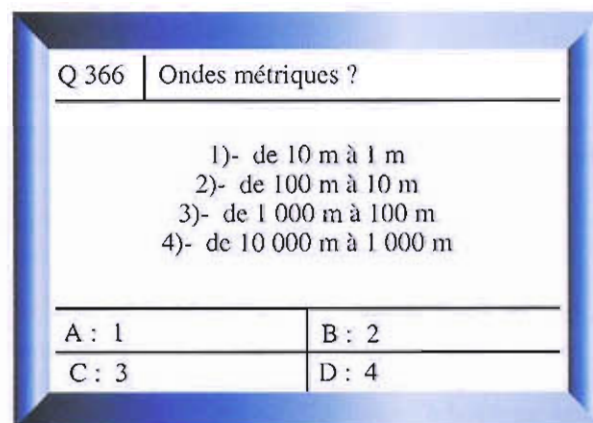 Q 366 Ondes métriques ?
1)- de 10 m à 1 m
2)- de 100 m à 10 m
3)- de 1 000 m à 100 m
4)- de 10 000 m à 1 000 m
A : 1 B : 2
C : 3 D : 4